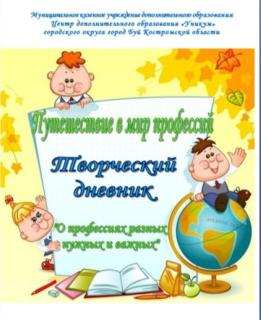 Муниципальное казенное учреждение дополнительного образования
Центр дополнительного образования «Уникум»
городского округа город Буй Костромской области
Путешествие в мир профессий
Творческий
дневник
"О профессиях разных
нужных и важных"